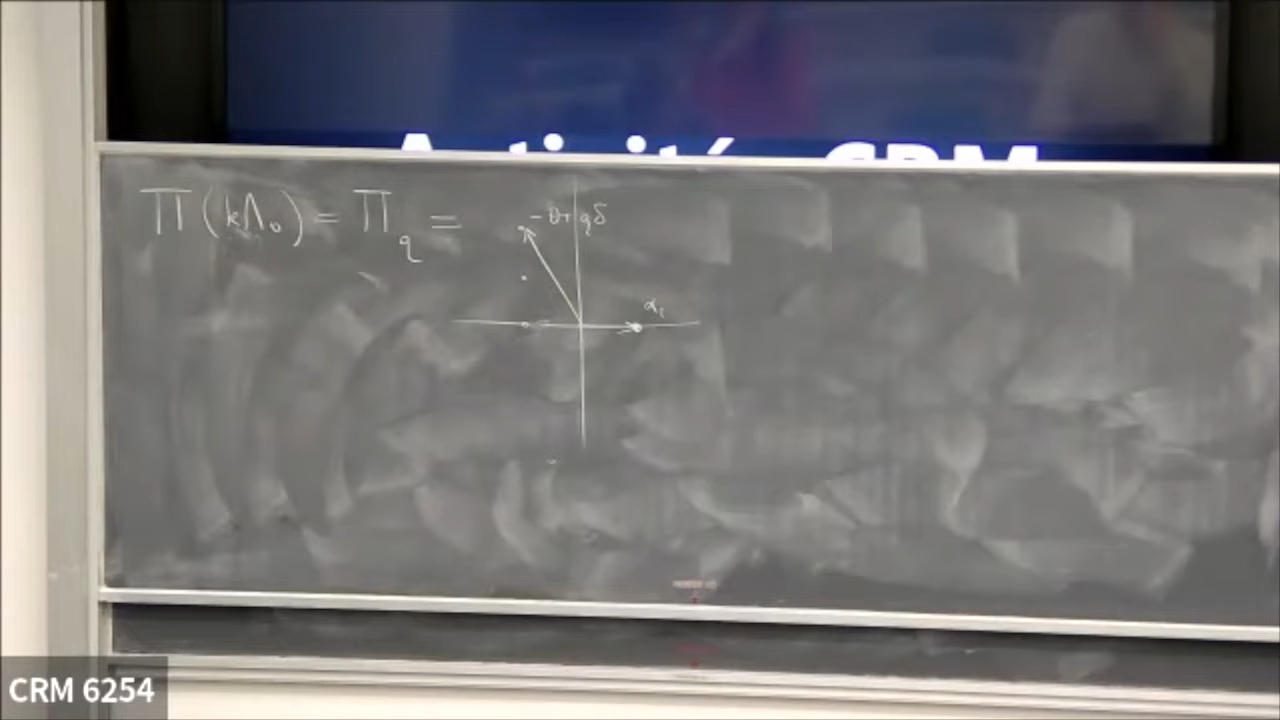 Π(kΛ₀) = Π_q =
-θ+qδ
α₁
CRM 6254